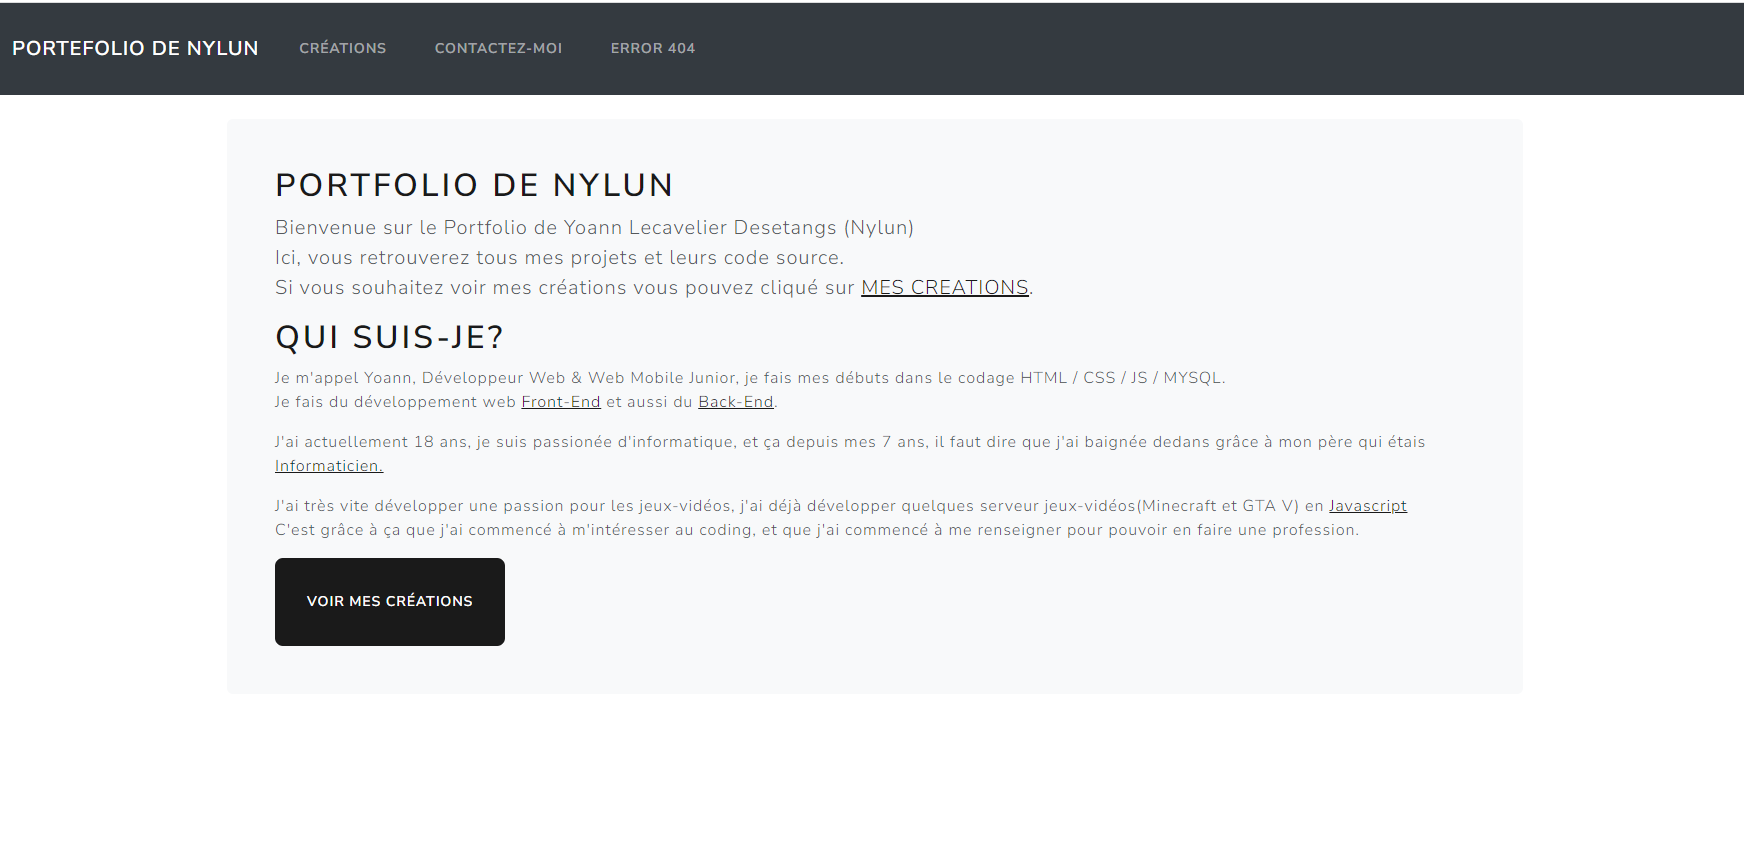 PORTEFOLIO DE NYLUN CRÉATIONS CONTACTEZ-MOI ERROR 404
PORTFOLIO DE NYLUN
Bienvenue sur le Portfolio de Yoann Lecavelier Desetangs (Nylun)
Ici, vous retrouverez tous mes projets et leurs code source.
Si vous souhaitez voir mes créations vous pouvez cliqué sur MES CREATIONS.
QUI SUIS-JE?
Je m'appel Yoann, Développeur Web & Web Mobile Junior, je fais mes débuts dans le codage HTML / CSS / JS / MYSQL.
Je fais du développement web Front-End et aussi du Back-End.
J'ai actuellement 18 ans, je suis passionée d'informatique, et ça depuis mes 7 ans, il faut dire que j'ai baignée dedans grâce à mon père qui étais
Informaticien.
J'ai très vite développer une passion pour les jeux-vidéos, j'ai déjà développer quelques serveur jeux-vidéos(Minecraft et GTA V) en Javascript
C'est grâce à ça que j'ai commencé à m'intéresser au coding, et que j'ai commencé à me renseigner pour pouvoir en faire une profession.
VOIR MES CRÉATIONS